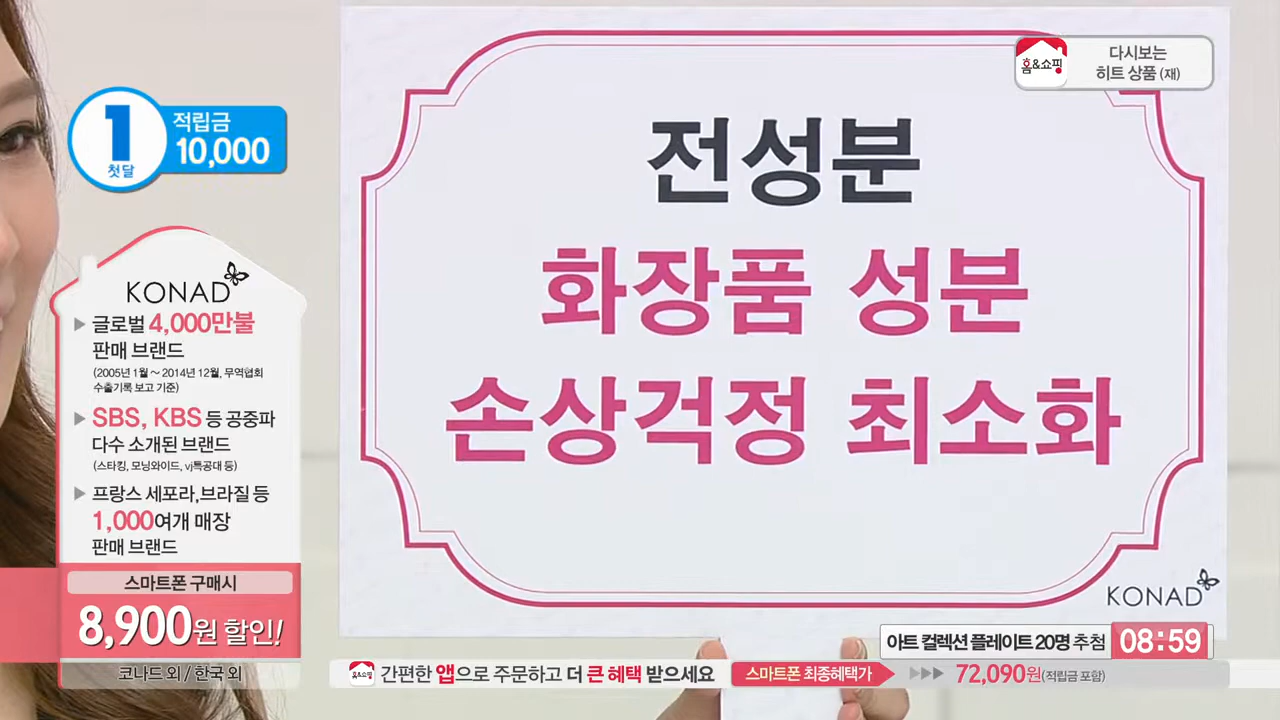 홈&쇼핑
다시보는
히트 상품 (재)
1
첫달
적립금
10,000
전성분
화장품 성분
손상걱정 최소화
KONAD
KONAD
▶ 글로벌 4,000만불
판매 브랜드
(2005년 1월 ~ 2014년 12월, 무역협회
수출기록 보고 기준)
▶ SBS, KBS 등 공중파
다수 소개된 브랜드
(스타킹, 모닝와이드, vj특공대 등)
▶ 프랑스 세포라,브라질 등
1,000여개 매장
판매 브랜드
스마트폰 구매시
8,900원 할인!
코나드 외 / 한국 외
아트 컬렉션 플레이트 20명 추첨 08:59
홈&쇼핑 간편한 앱으로 주문하고 더 큰 혜택 받으세요 스마트폰 최종혜택가 ▶▶▶ 72,090원(적립금 포함)